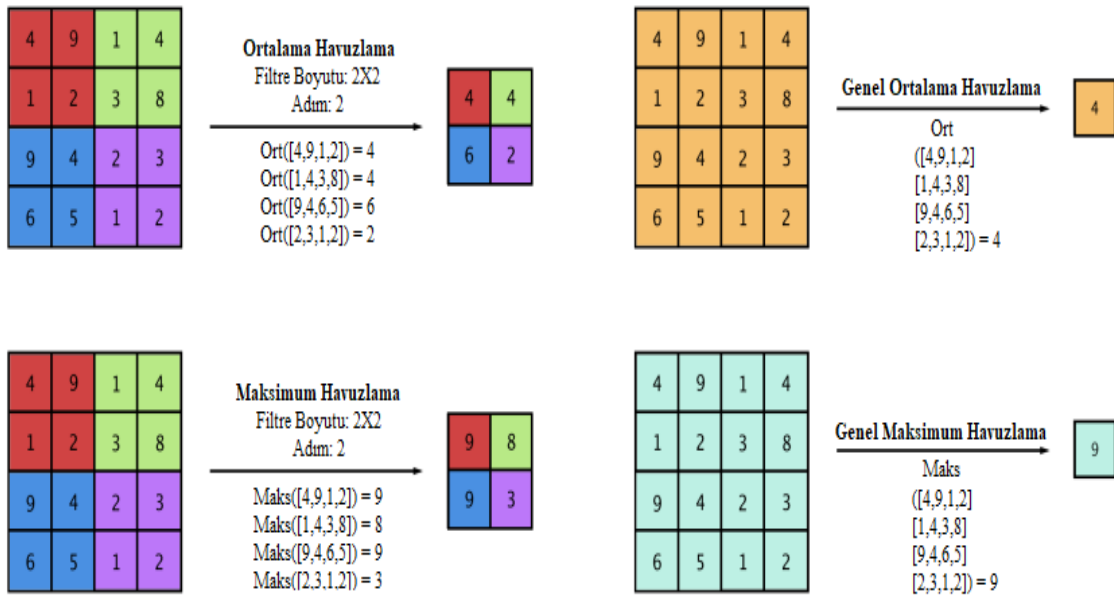 4 9 1 4
1 2 3 8
9 4 2 3
6 5 1 2
Ortalama Havuzlama
Filtre Boyutu: 2X2
Adım: 2
Ort([4,9,1,2]) = 4
Ort([1,4,3,8]) = 4
Ort([9,4,6,5]) = 6
Ort([2,3,1,2]) = 2
4 4
6 2
4 9 1 4
1 2 3 8
9 4 2 3
6 5 1 2
Genel Ortalama Havuzlama
Ort
([4,9,1,2]
[1,4,3,8]
[9,4,6,5]
[2,3,1,2]) = 4
4
4 9 1 4
1 2 3 8
9 4 2 3
6 5 1 2
Maksimum Havuzlama
Filtre Boyutu: 2X2
Adım: 2
Maks([4,9,1,2]) = 9
Maks([1,4,3,8]) = 8
Maks([9,4,6,5]) = 9
Maks([2,3,1,2]) = 3
9 8
9 3
4 9 1 4
1 2 3 8
9 4 2 3
6 5 1 2
Genel Maksimum Havuzlama
Maks
([4,9,1,2]
[1,4,3,8]
[9,4,6,5]
[2,3,1,2]) = 9
9